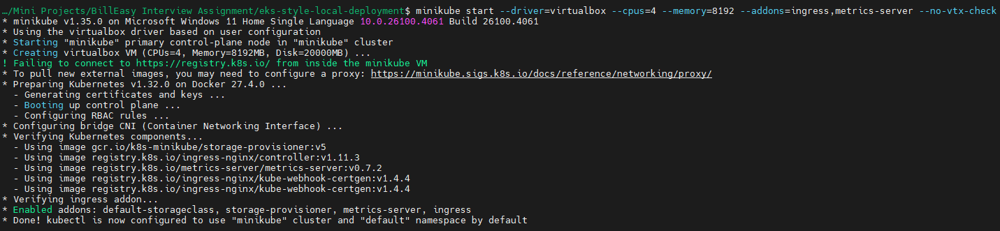 …/Mini Projects/BillEasy Interview Assignment/eks-style-local-deployment$ minikube start --driver=virtualbox --cpus=4 --memory=8192 --addons=ingress,metrics-server --no-vtx-check
* minikube v1.35.0 on Microsoft Windows 11 Home Single Language 10.0.26100.4061 Build 26100.4061
* Using the virtualbox driver based on user configuration
* Starting "minikube" primary control-plane node in "minikube" cluster
* Creating virtualbox VM (CPUs=4, Memory=8192MB, Disk=20000MB) ...
! Failing to connect to https://registry.k8s.io/ from inside the minikube VM
* To pull new external images, you may need to configure a proxy: https://minikube.sigs.k8s.io/docs/reference/networking/proxy/
* Preparing Kubernetes v1.32.0 on Docker 27.4.0 ...
  - Generating certificates and keys ...
  - Booting up control plane ...
  - Configuring RBAC rules ...
* Configuring bridge CNI (Container Networking Interface) ...
* Verifying Kubernetes components...
  - Using image gcr.io/k8s-minikube/storage-provisioner:v5
  - Using image registry.k8s.io/ingress-nginx/controller:v1.11.3
  - Using image registry.k8s.io/metrics-server/metrics-server:v0.7.2
  - Using image registry.k8s.io/ingress-nginx/kube-webhook-certgen:v1.4.4
  - Using image registry.k8s.io/ingress-nginx/kube-webhook-certgen:v1.4.4
* Verifying ingress addon...
* Enabled addons: default-storageclass, storage-provisioner, metrics-server, ingress
* Done! kubectl is now configured to use "minikube" cluster and "default" namespace by default